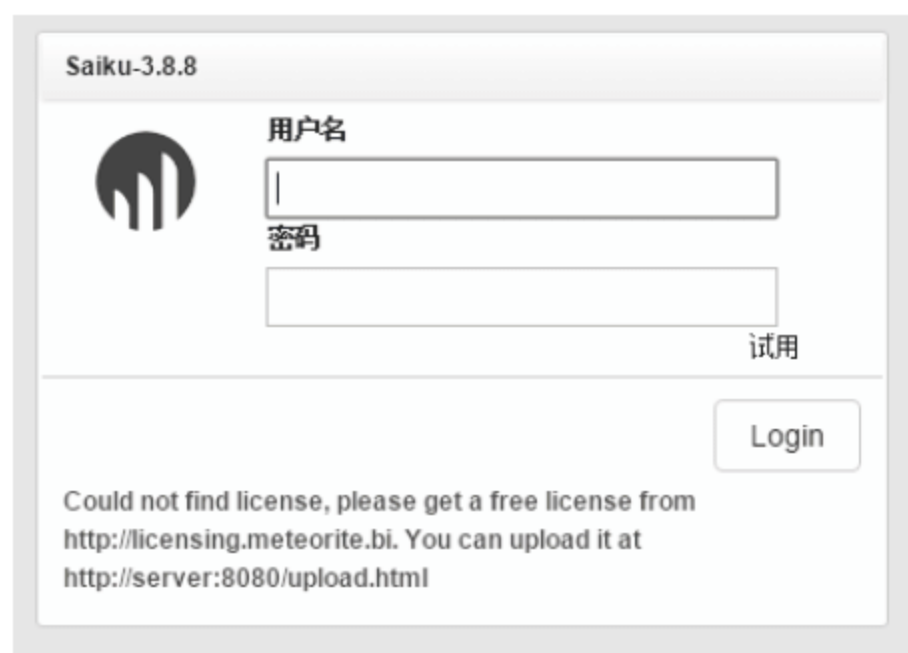 Saiku-3.8.8
用户名
密码
试用
Login
Could not find license, please get a free license from
http://licensing.meteorite.bi. You can upload it at
http://server:8080/upload.html